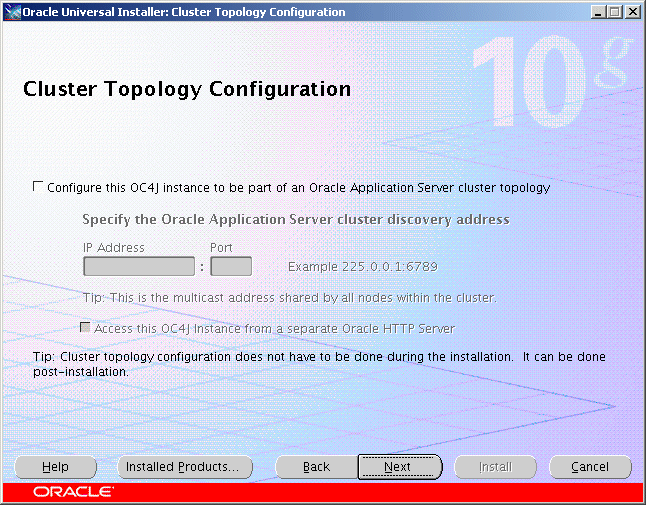 Oracle Universal Installer: Cluster Topology Configuration
10g
Cluster Topology Configuration
Configure this OC4J instance to be part of an Oracle Application Server cluster topology
Specify the Oracle Application Server cluster discovery address
IP Address Port
: Example 225.0.0.1:6789
Tip: This is the multicast address shared by all nodes within the cluster.
Access this OC4J Instance from a separate Oracle HTTP Server
Tip: Cluster topology configuration does not have to be done during the installation. It can be done
post-installation.
Help Installed Products... Back Next Install Cancel
ORACLE